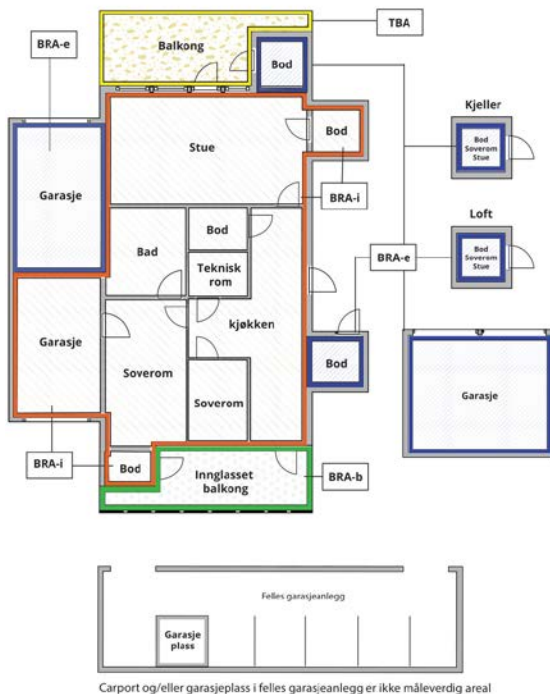 TBA
BRA-e
Balkong
Bod
Kjeller
Bod
Soverom
Stue
Stue
Bod
Garasje
BRA-i
Loft
Bod
Bad
Bod
Soverom
Stue
BRA-e
Teknisk
rom
Garasje
kjøkken
Bod
Garasje
Soverom
Soverom
BRA-i
Bod
Innglasset
balkong
BRA-b
Felles garasjeanlegg
Garasje
plass
Carport og/eller garasjeplass i felles garasjeanlegg er ikke måleverdig areal